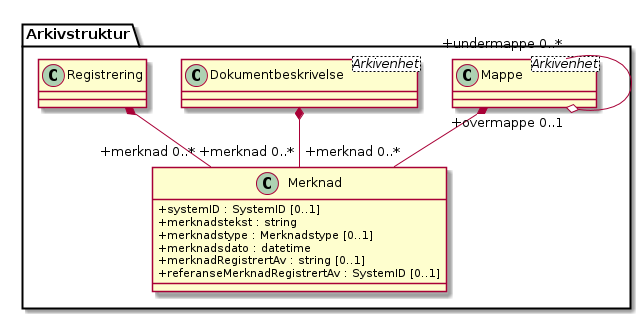 Arkivstruktur
+undermappe 0..*
C Registrering
C Dokumentbeskrivelse
Arkivenhet
C Mappe
Arkivenhet
+overmappe 0..1
+merknad 0..*
+merknad 0..*
+merknad 0..*
C Merknad
+systemID : SystemID [0..1]
+merknadstekst : string
+merknadstype : Merknadstype [0..1]
+merknadsdato : datetime
+merknadRegistrertAv : string [0..1]
+referanseMerknadRegistrertAv : SystemID [0..1]